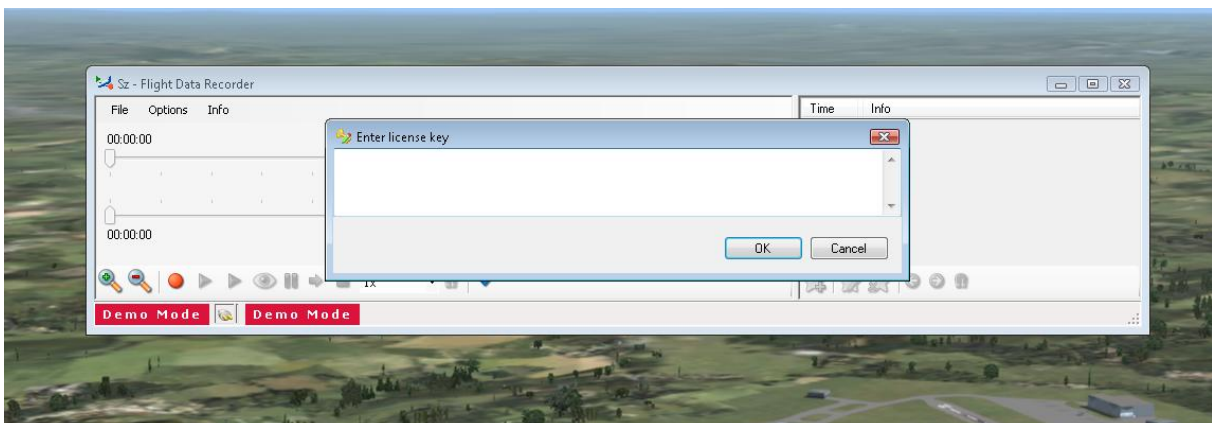 Sz - Flight Data Recorder
File Options Info
Time Info
00:00:00
Enter license key
00:00:00
OK Cancel
1x
Demo Mode Demo Mode